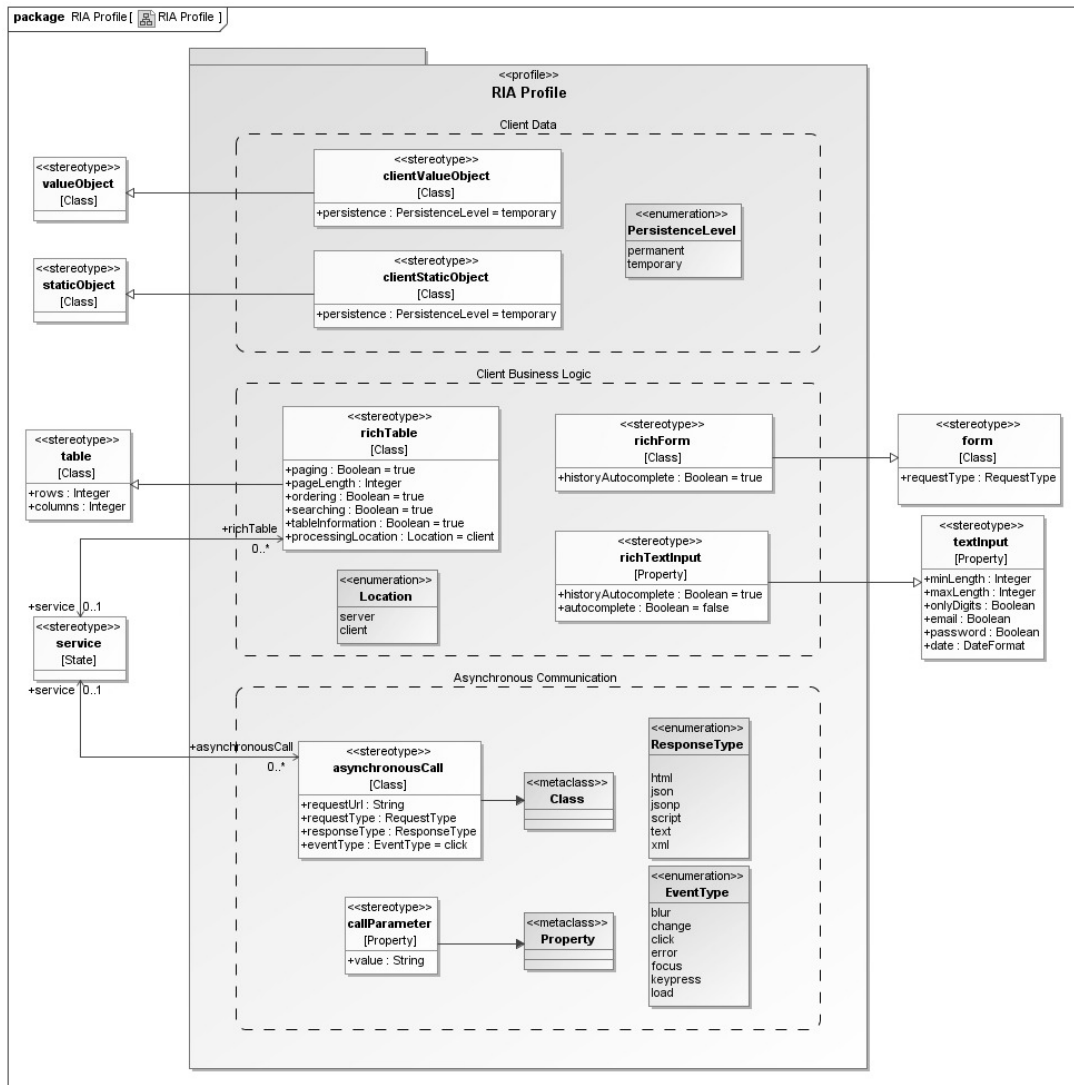 package RIA Profile [ RIA Profile ]
<<profile>>
RIA Profile
Client Data
<<stereotype>>
valueObject
[Class]
<<stereotype>>
clientValueObject
[Class]
+persistence : PersistenceLevel = temporary
<<enumeration>>
PersistenceLevel
permanent
temporary
<<stereotype>>
staticObject
[Class]
<<stereotype>>
clientStaticObject
[Class]
+persistence : PersistenceLevel = temporary
Client Business Logic
<<stereotype>>
table
[Class]
+rows : Integer
+columns : Integer
<<stereotype>>
richTable
[Class]
+paging : Boolean = true
+pageLength : Integer
+ordering : Boolean = true
+searching : Boolean = true
+tableInformation : Boolean = true
+processingLocation : Location = client
<<stereotype>>
richForm
[Class]
+historyAutocomplete : Boolean = true
<<stereotype>>
form
[Class]
+requestType : RequestType
+richTable
0..*
<<stereotype>>
richTextInput
[Property]
+historyAutocomplete : Boolean = true
+autocomplete : Boolean = false
<<stereotype>>
textInput
[Property]
+minLength : Integer
+maxLength : Integer
+onlyDigits : Boolean
+email : Boolean
+password : Boolean
+date : DateFormat
<<enumeration>>
Location
server
client
+service 0..1
<<stereotype>>
service
[State]
+service 0..1
Asynchronous Communication
+asynchronousCall
0..*
<<stereotype>>
asynchronousCall
[Class]
+requestUrl : String
+requestType : RequestType
+responseType : ResponseType
+eventType : EventType = click
<<metaclass>>
Class
<<enumeration>>
ResponseType
html
json
jsonp
script
text
xml
<<stereotype>>
callParameter
[Property]
+value : String
<<metaclass>>
Property
<<enumeration>>
EventType
blur
change
click
error
focus
keypress
load